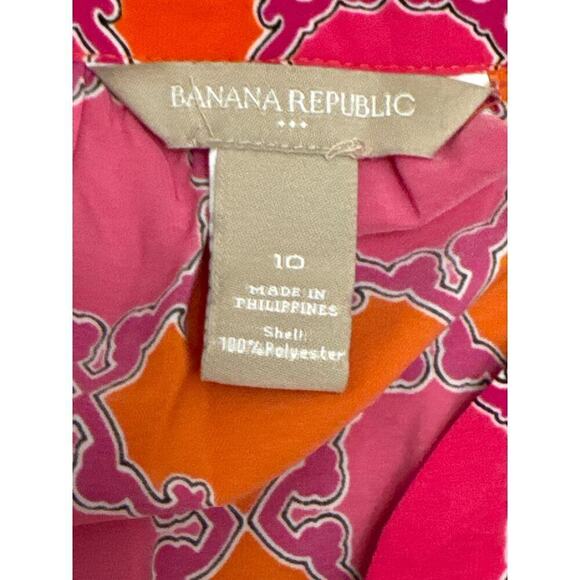 BANANA REPUBLIC
10
MADE IN
PHILIPPINES
Shell:
100% Polyester